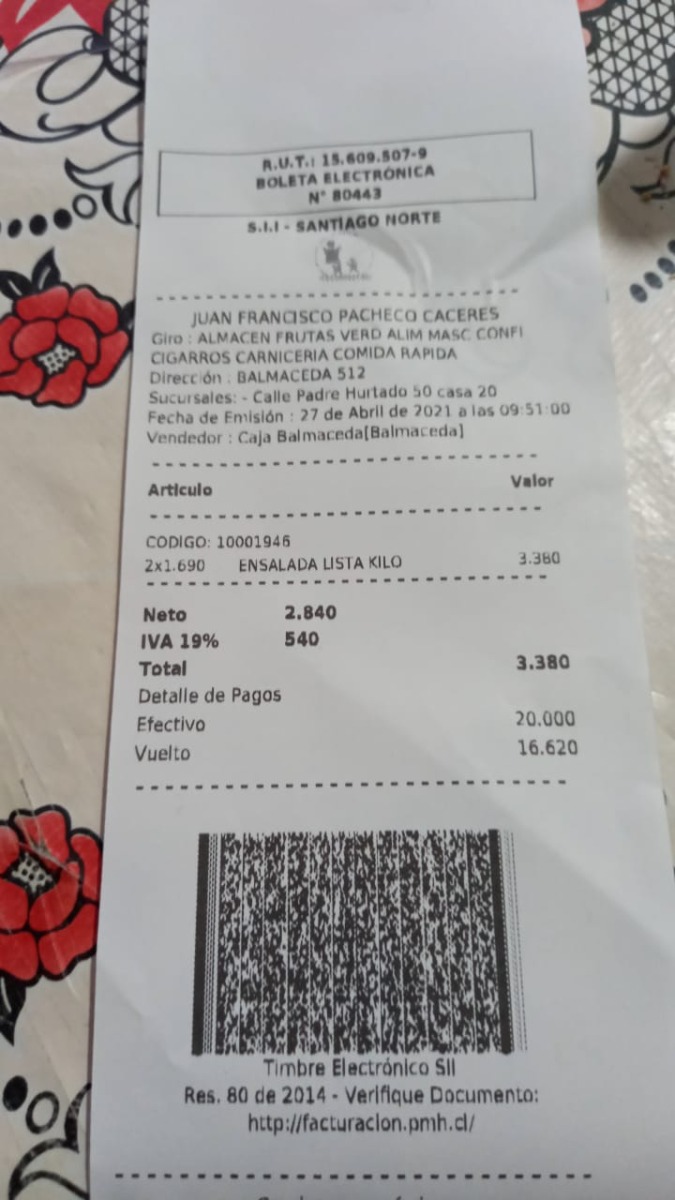 R.U.T.: 15.609.507-9
BOLETA ELECTRÓNICA
N° 80443
S.I.I - SANTIAGO NORTE
JUAN FRANCISCO PACHECO CACERES
Giro : ALMACEN FRUTAS VERD ALIM MASC CONFI
CIGARROS CARNICERIA COMIDA RAPIDA
Dirección : BALMACEDA 512
Sucursales: - Calle Padre Hurtado 50 casa 20
Fecha de Emisión : 27 de Abril de 2021 a las 09:51:00
Vendedor : Caja Balmaceda[Balmaceda]
Articulo Valor
CODIGO: 10001946
2x1.690 ENSALADA LISTA KILO 3.380
Neto 2.840
IVA 19% 540
Total 3.380
Detalle de Pagos
Efectivo 20.000
Vuelto 16.620
Timbre Electrónico SII
Res. 80 de 2014 - Verifique Documento:
http://facturacion.pmh.cl/